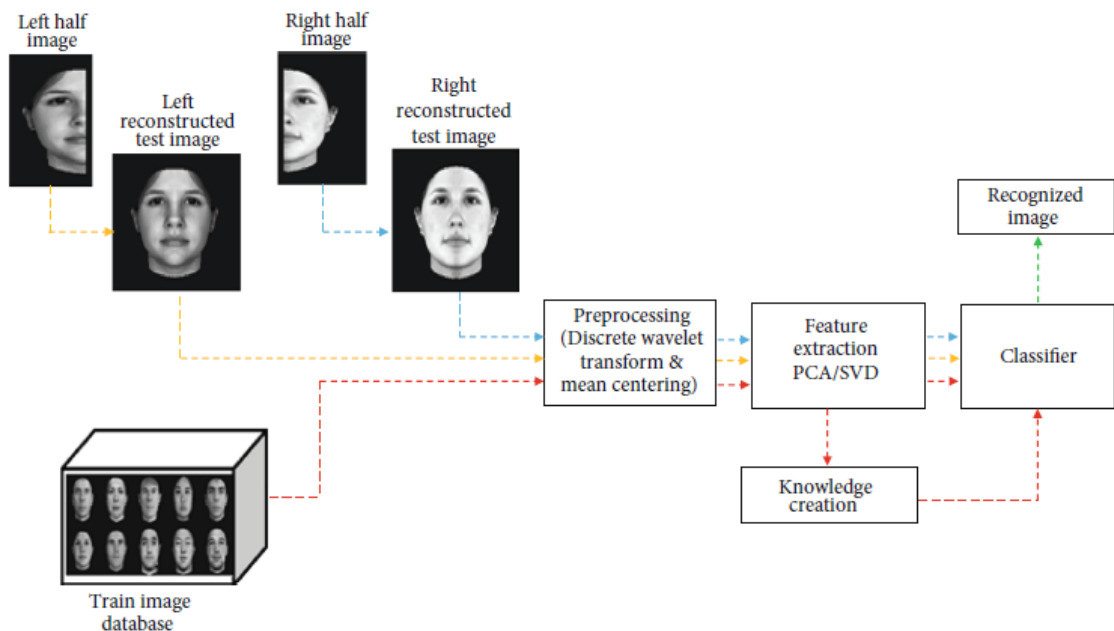 Left half
image
Right half
image
Left
reconstructed
test image
Right
reconstructed
test image
Recognized
image
Preprocessing
(Discrete wavelet
transform &
mean centering)
Feature
extraction
PCA/SVD
Classifier
Knowledge
creation
Train image
database